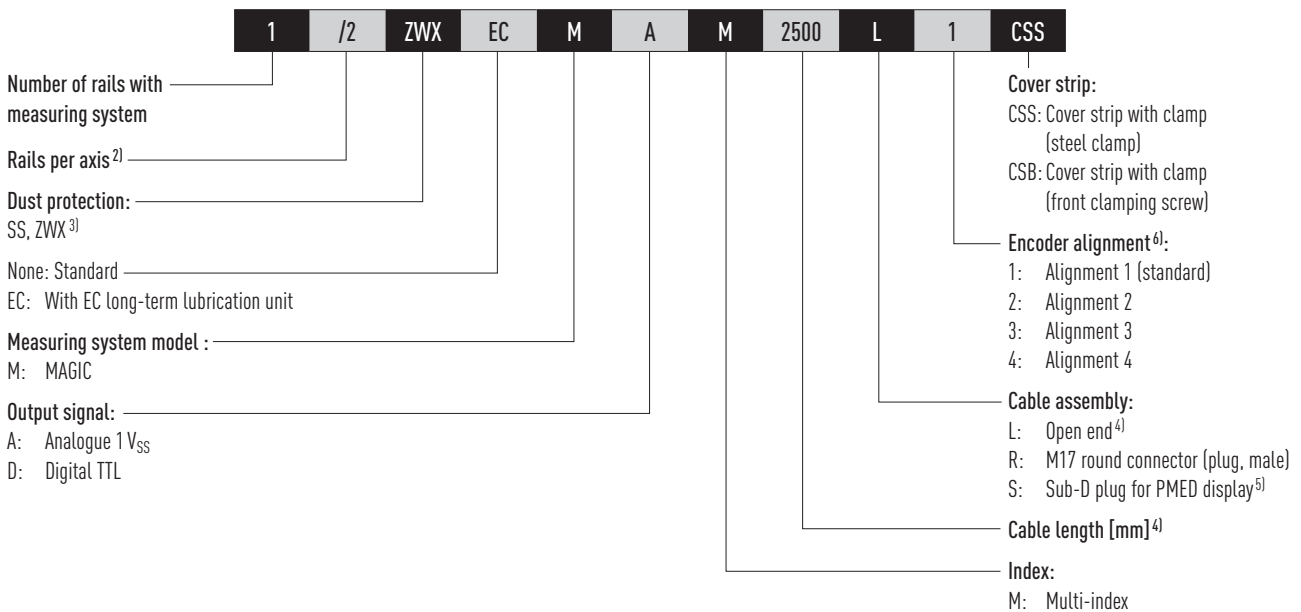 1 /2 ZWX EC M A M 2500 L 1 CSS
Number of rails with
measuring system
Rails per axis 2)
Dust protection:
SS, ZWX 3)
None: Standard
EC: With EC long-term lubrication unit
Measuring system model :
M: MAGIC
Output signal:
A: Analogue 1 VSS
D: Digital TTL
Cover strip:
CSS: Cover strip with clamp
(steel clamp)
CSB: Cover strip with clamp
(front clamping screw)
Encoder alignment 6):
1: Alignment 1 (standard)
2: Alignment 2
3: Alignment 3
4: Alignment 4
Cable assembly:
L: Open end 4)
R: M17 round connector (plug, male)
S: Sub-D plug for PMED display 5)
Cable length [mm] 4)
Index:
M: Multi-index